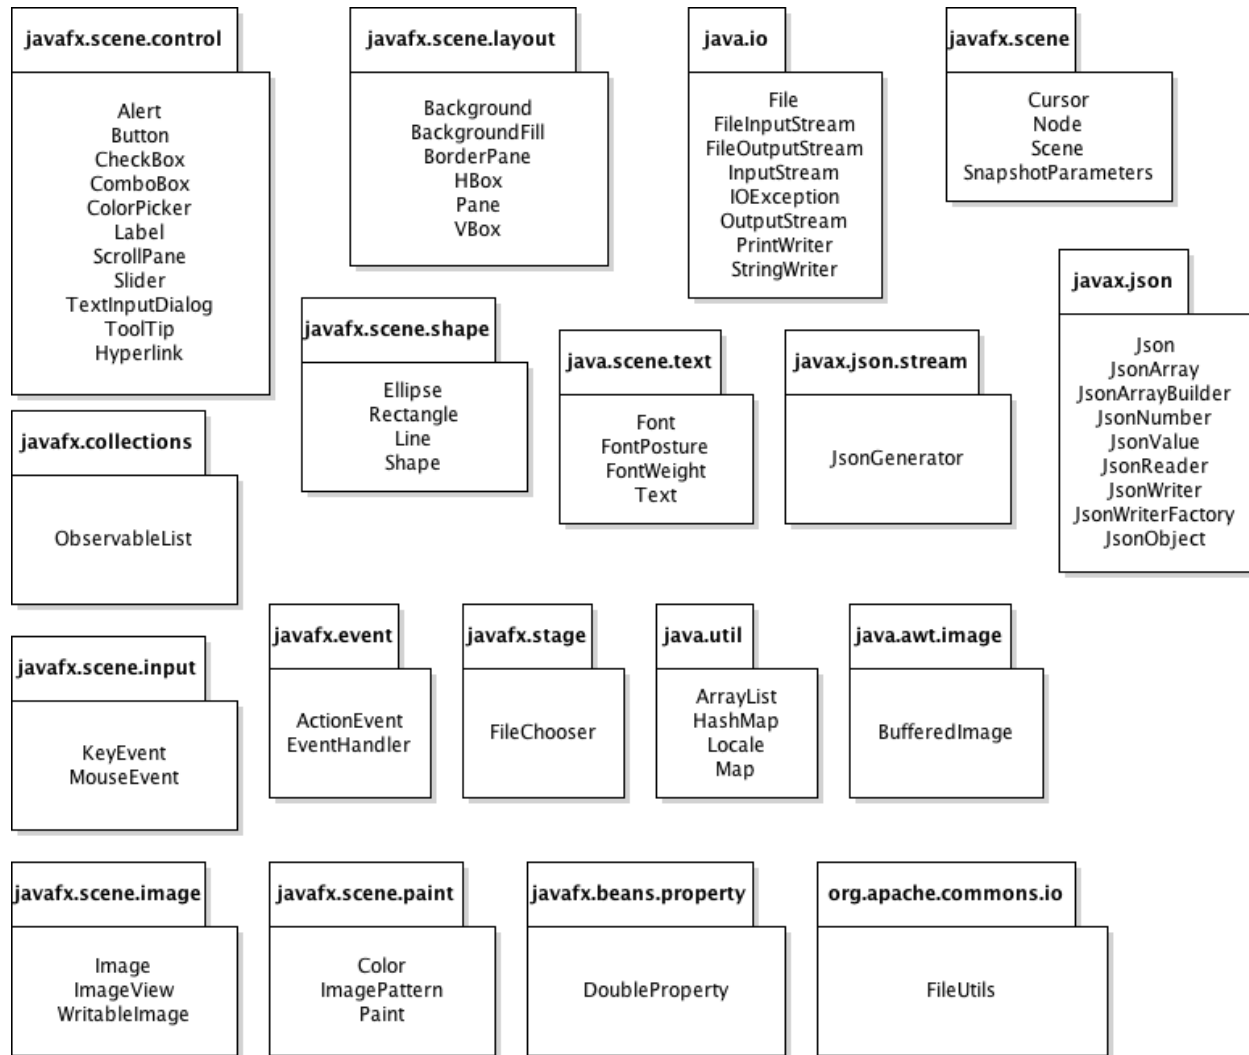 javafx.scene.control
Alert
Button
CheckBox
ComboBox
ColorPicker
Label
ScrollPane
Slider
TextInputDialog
ToolTip
Hyperlink
javafx.scene.layout
Background
BackgroundFill
BorderPane
HBox
Pane
VBox
java.io
File
FileInputStream
FileOutputStream
InputStream
IOException
OutputStream
PrintWriter
StringWriter
javafx.scene
Cursor
Node
Scene
SnapshotParameters
javafx.scene.shape
Ellipse
Rectangle
Line
Shape
java.scene.text
Font
FontPosture
FontWeight
Text
javax.json.stream
JsonGenerator
javax.json
Json
JsonArray
JsonArrayBuilder
JsonNumber
JsonValue
JsonReader
JsonWriter
JsonWriterFactory
JsonObject
javafx.collections
ObservableList
javafx.scene.input
KeyEvent
MouseEvent
javafx.event
ActionEvent
EventHandler
javafx.stage
FileChooser
java.util
ArrayList
HashMap
Locale
Map
java.awt.image
BufferedImage
javafx.scene.image
Image
ImageView
WritableImage
javafx.scene.paint
Color
ImagePattern
Paint
javafx.beans.property
DoubleProperty
org.apache.commons.io
FileUtils